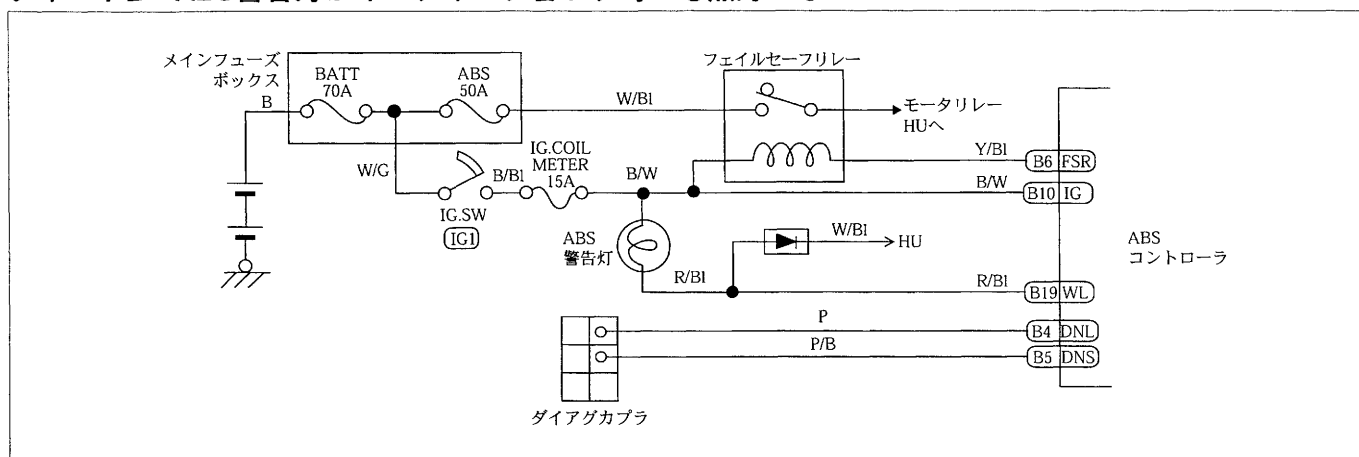 メインフューズ
ボックス
BATT
70A
ABS
50A
B
W/Bl
フェイルセーフリレー
モータリレー
HUへ
W/G
B/Bl
IG.COIL
METER
15A
B/W
Y/Bl
B6 FSR
B/W
B10 IG
IG.SW
IG1
ABS
警告灯
W/Bl
HU
ABS
コントローラ
R/Bl
R/Bl
B19 WL
P
B4 DNL
P/B
B5 DNS
ダイアグカプラ